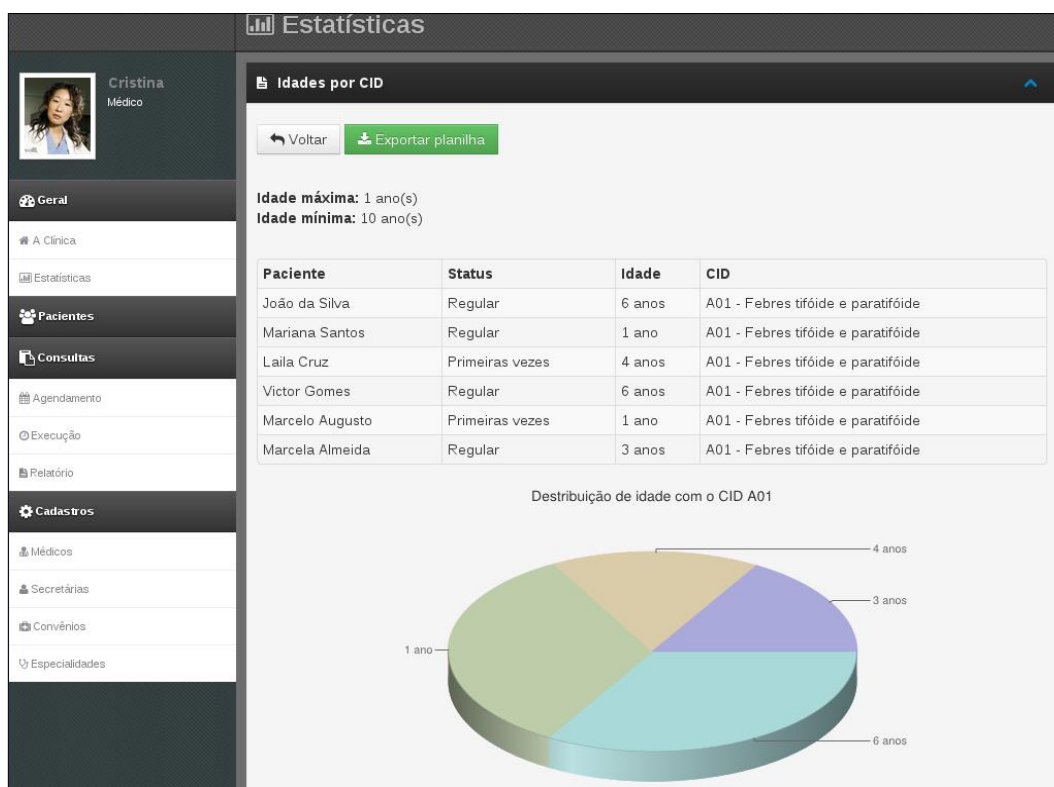 Estatísticas
Cristina
Médico
Geral
A Clínica
Estatísticas
Pacientes
Consultas
Agendamento
Execução
Relatório
Cadastros
Médicos
Secretárias
Convênios
Especialidades
Idades por CID
Voltar Exportar planilha
Idade máxima: 1 ano(s)
Idade mínima: 10 ano(s)
Paciente Status Idade CID
João da Silva Regular 6 anos A01 - Febres tifóide e paratifóide
Mariana Santos Regular 1 ano A01 - Febres tifóide e paratifóide
Laila Cruz Primeiras vezes 4 anos A01 - Febres tifóide e paratifóide
Victor Gomes Regular 6 anos A01 - Febres tifóide e paratifóide
Marcelo Augusto Primeiras vezes 1 ano A01 - Febres tifóide e paratifóide
Marcela Almeida Regular 3 anos A01 - Febres tifóide e paratifóide
Destribuição de idade com o CID A01
4 anos
3 anos
1 ano
6 anos